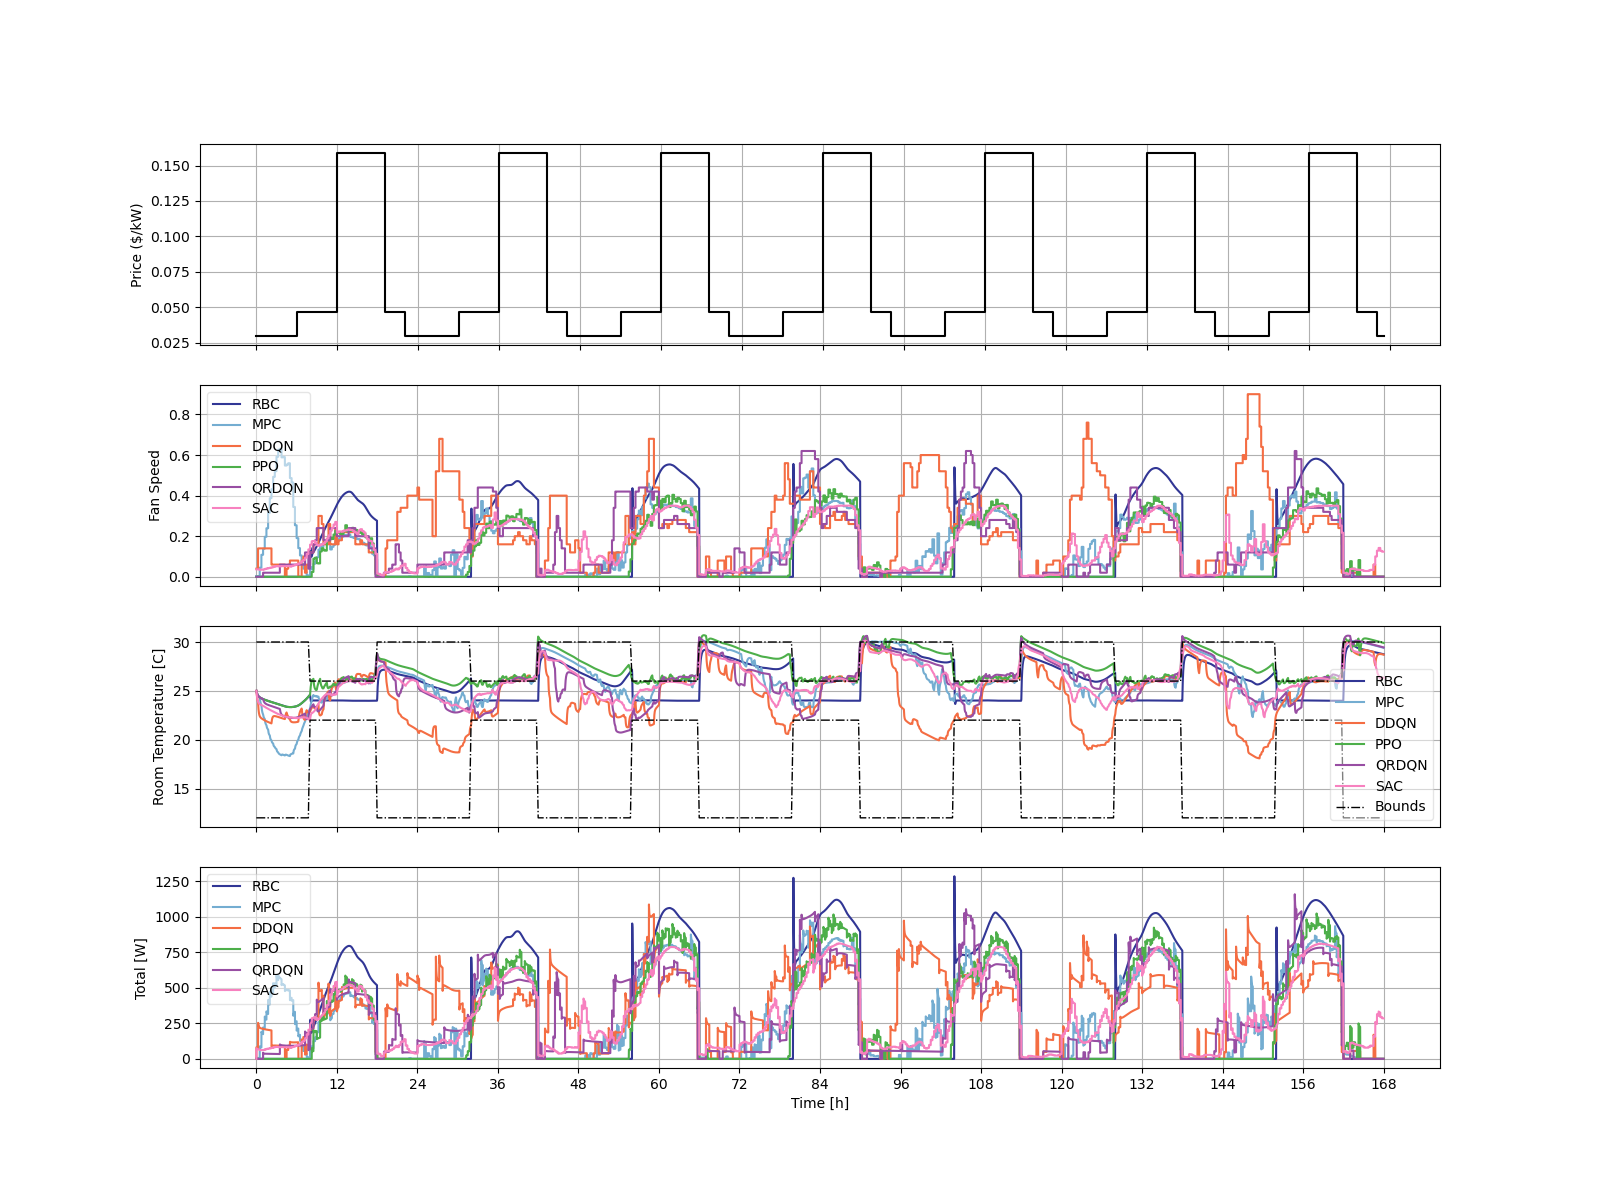 0.150
0.125
0.100
0.075
0.050
0.025
Price ($/kW)
0.8
0.6
0.4
0.2
0.0
Fan Speed
RBC
MPC
DDQN
PPO
QRDQN
SAC
30
25
20
15
Room Temperature [C]
RBC
MPC
DDQN
PPO
QRDQN
SAC
Bounds
1250
1000
750
500
250
0
Total [W]
RBC
MPC
DDQN
PPO
QRDQN
SAC
0 12 24 36 48 60 72 84 96 108 120 132 144 156 168
Time [h]